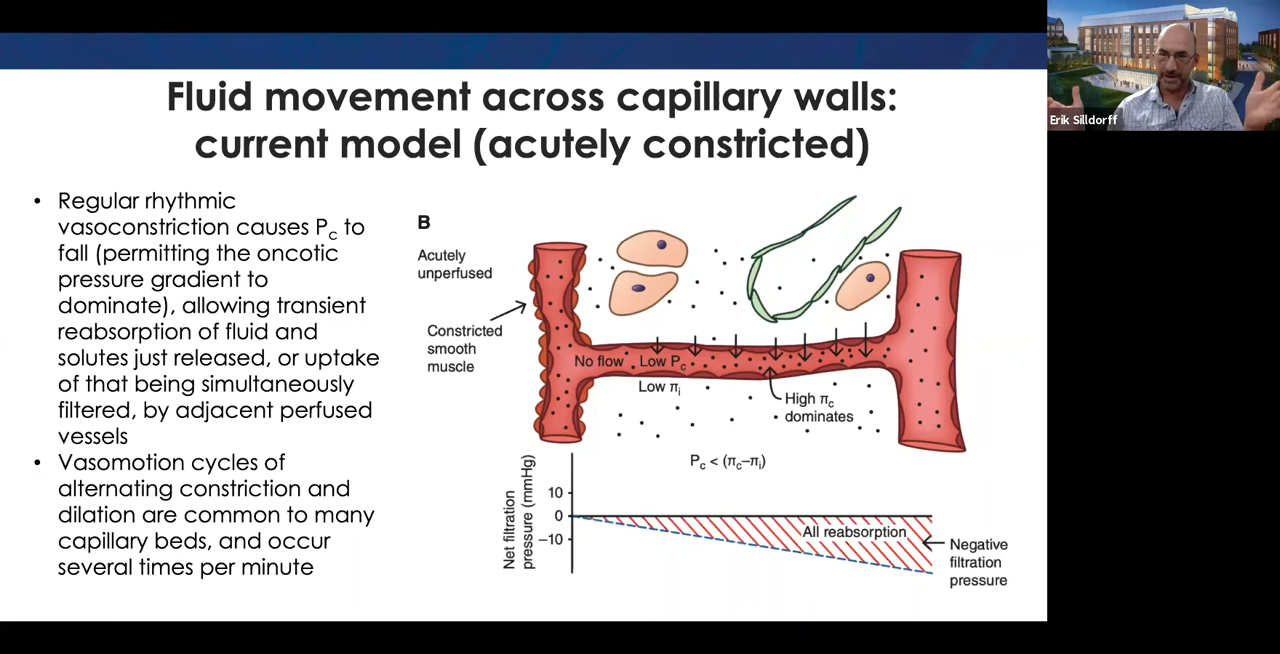 Fluid movement across capillary walls:
current model (acutely constricted)
Erik Silldorff
• Regular rhythmic
vasoconstriction causes Pc to
fall (permitting the oncotic
pressure gradient to
dominate), allowing transient
reabsorption of fluid and
solutes just released, or uptake
of that being simultaneously
filtered, by adjacent perfused
vessels
• Vasomotion cycles of
alternating constriction and
dilation are common to many
capillary beds, and occur
several times per minute
B
Acutely
unperfused
Constricted
smooth
muscle
No flow
Low Pc
Low πi
High πc
dominates
Pc < (πc–πi)
Net filtration
pressure (mmHg)
10
0
–10
All reabsorption
Negative
filtration
pressure